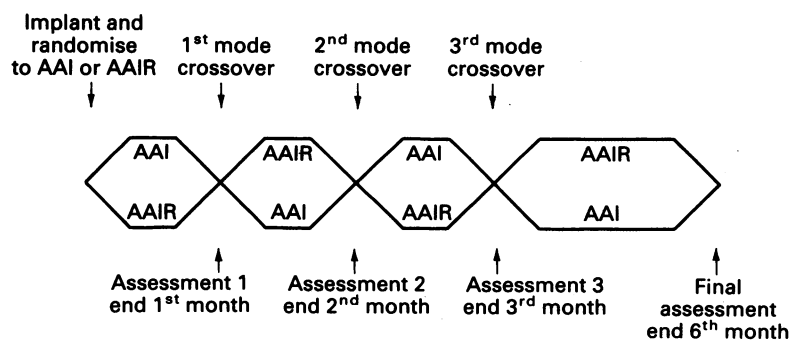 Implant and
randomise
to AAI or AAIR
1st mode
crossover
2nd mode
crossover
3rd mode
crossover
AAI
AAIR
AAI
AAIR
AAIR
AAI
AAIR
AAI
Assessment 1
end 1st month
Assessment 2
end 2nd month
Assessment 3
end 3rd month
Final
assessment
end 6th month